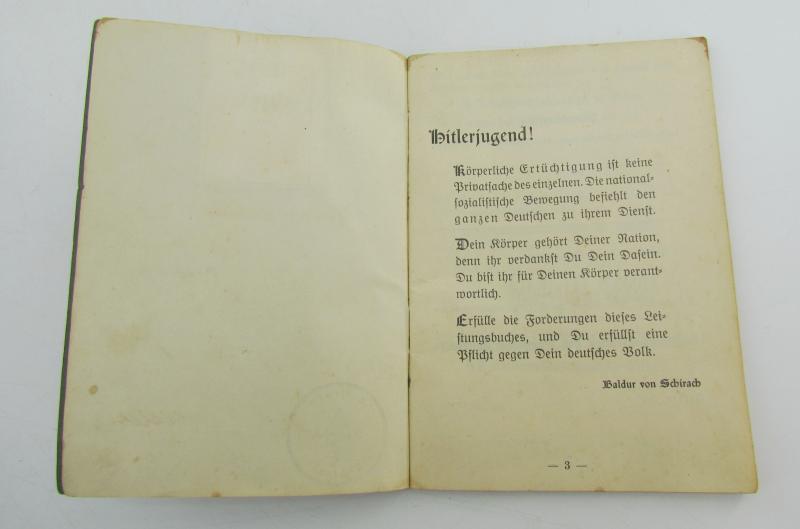 Hitlerjugend!
Körperliche Ertüchtigung ist keine
Privatsache des einzelnen. Die national-
sozialistische Bewegung befiehlt den
ganzen Deutschen zu ihrem Dienst.
Dein Körper gehört Deiner Nation,
denn ihr verdankst Du Dein Dasein.
Du bist ihr für Deinen Körper verant-
wortlich.
Erfülle die Forderungen dieses Lei-
stungsbuches, und Du erfüllst eine
Pflicht gegen Dein deutsches Volk.
Baldur von Schirach
— 3 —